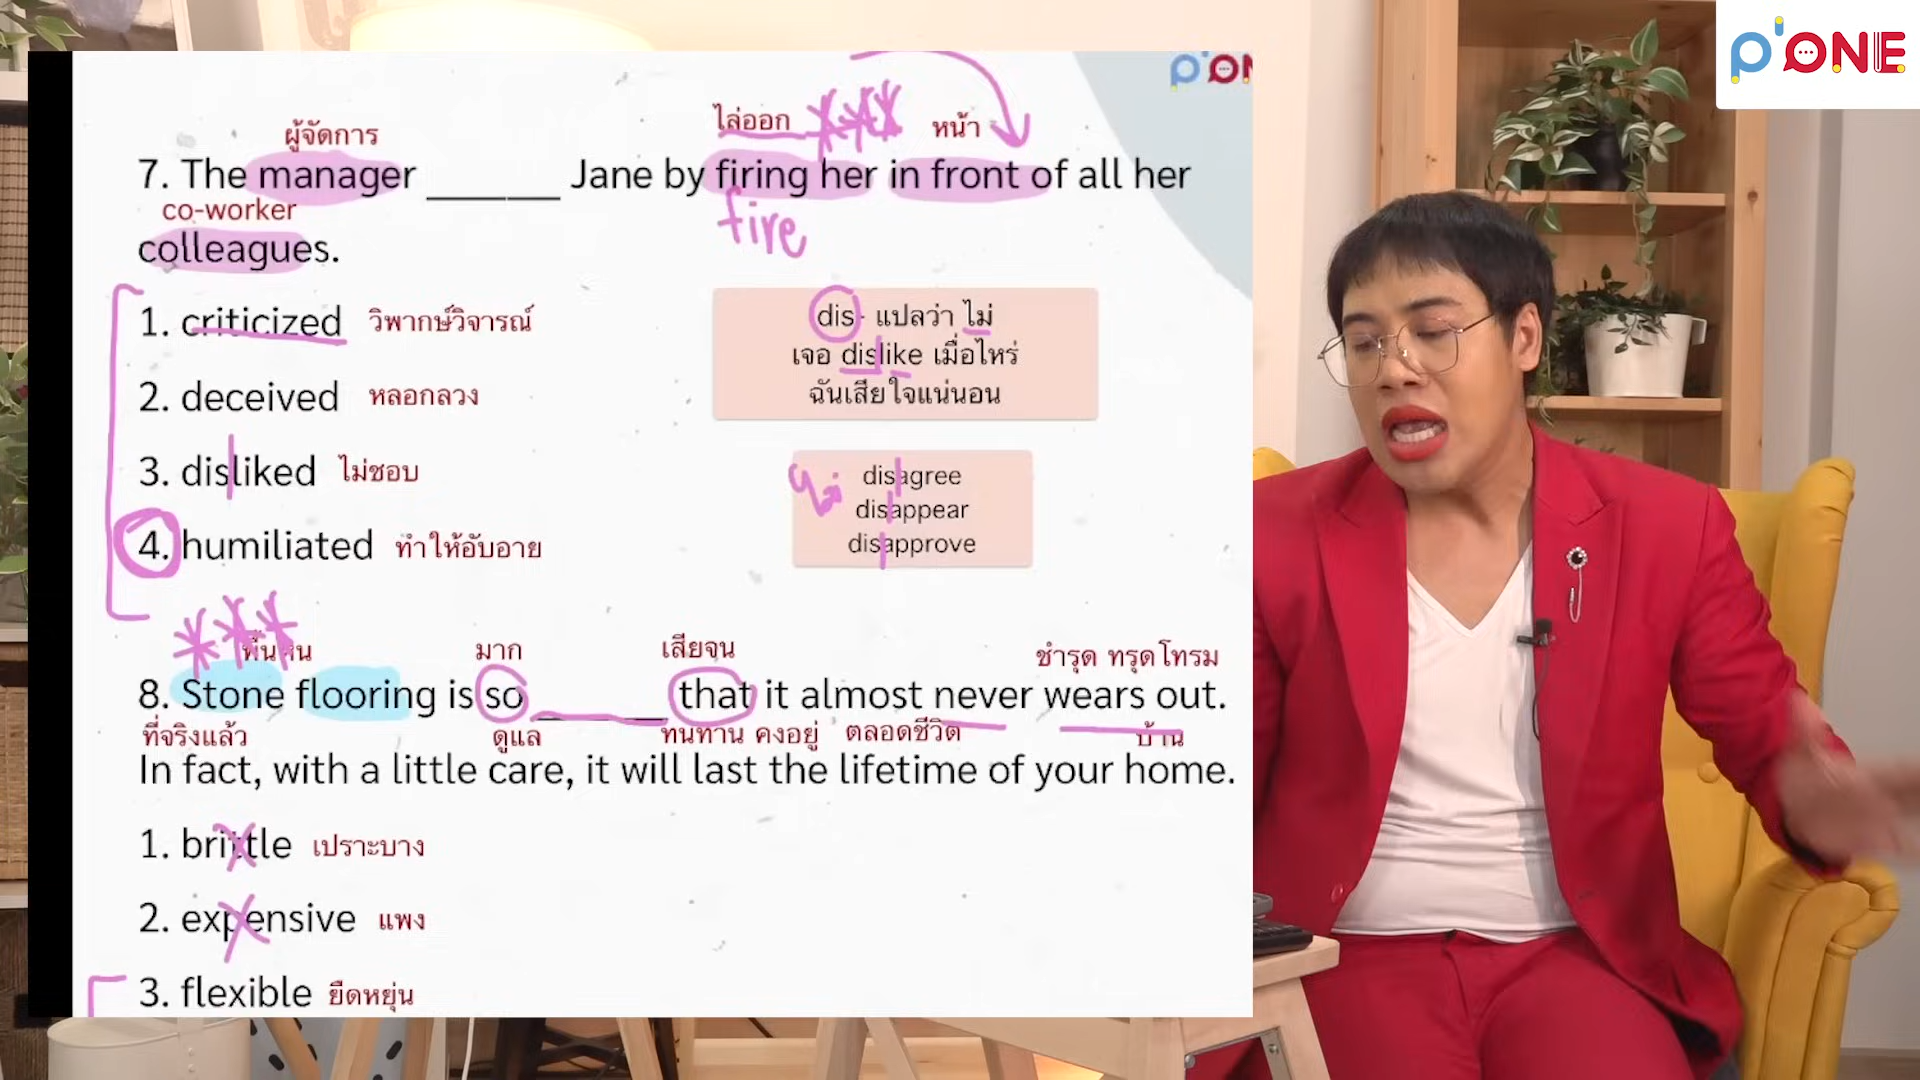 P'ONE
P'ON
ไล่ออก
หน้า
ผู้จัดการ
7. The manager ______ Jane by firing her in front of all her
co-worker
fire
colleagues.
1. criticized วิพากษ์วิจารณ์
2. deceived หลอกลวง
3. disliked ไม่ชอบ
4. humiliated ทำให้อับอาย
dis- แปลว่า ไม่
เจอ dislike เมื่อไหร่
ฉันเสียใจแน่นอน
disagree
disappear
disapprove
พื้นหิน มาก เสียจน ชำรุด ทรุดโทรม
8. Stone flooring is so ______ that it almost never wears out.
ที่จริงแล้ว ดูแล ทนทาน คงอยู่ ตลอดชีวิต บ้าน
In fact, with a little care, it will last the lifetime of your home.
1. brittle เปราะบาง
2. expensive แพง
3. flexible ยืดหยุ่น